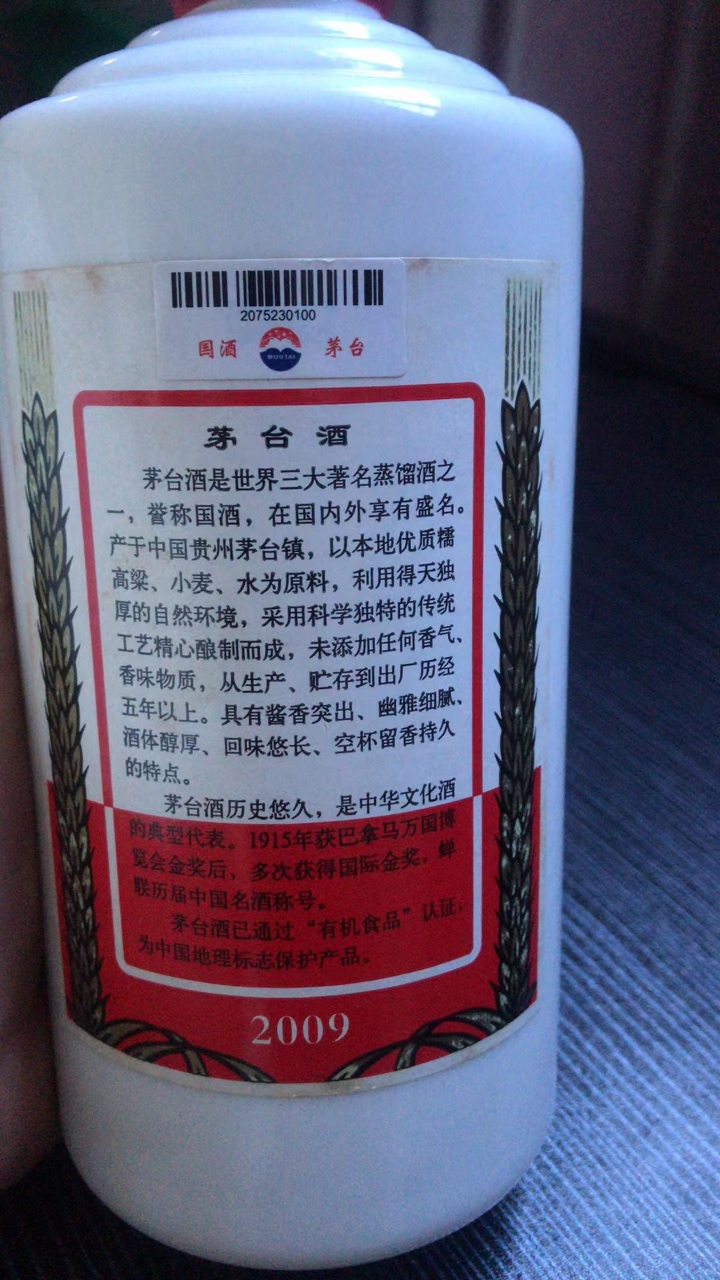 2075230100
国酒 MOUTAI 茅台
茅台酒
茅台酒是世界三大著名蒸馏酒之
一，誉称国酒，在国内外享有盛名。
产于中国贵州茅台镇，以本地优质糯
高粱、小麦、水为原料，利用得天独
厚的自然环境，采用科学独特的传统
工艺精心酿制而成，未添加任何香气、
香味物质，从生产、贮存到出厂历经
五年以上。具有酱香突出、幽雅细腻、
酒体醇厚、回味悠长、空杯留香持久
的特点。
茅台酒历史悠久，是中华文化酒
的典型代表。1915年获巴拿马万国博
览会金奖后，多次获得国际金奖，蝉
联历届中国名酒称号。
茅台酒已通过“有机食品”认证，
为中国地理标志保护产品。
2009